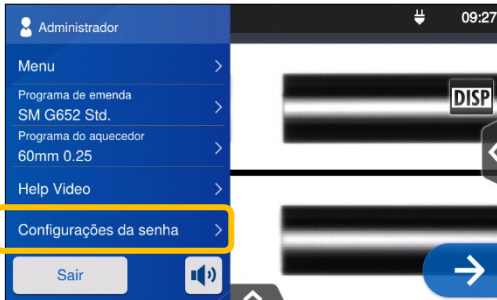 Administrador
09:27
Menu
Programa de emenda
SM G652 Std.
DISP
Programa do aquecedor
60mm 0.25
Help Video
Configurações da senha
Sair